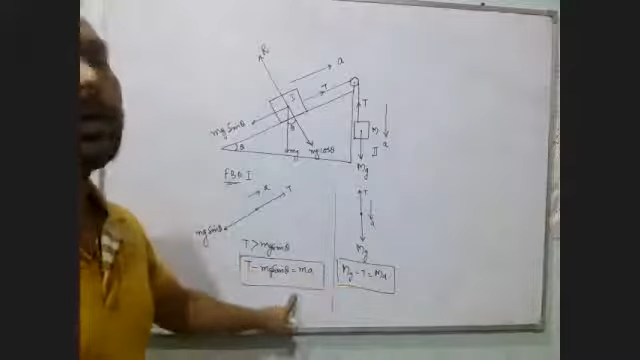 R
a
T
I
mg sinθ
θ
θ
mg
mg cosθ
T
M
II
a
Mg
FBD I
a
T
mg sinθ
T > mg sinθ
T - mg sinθ = ma
T
a
Mg
Mg - T = Ma